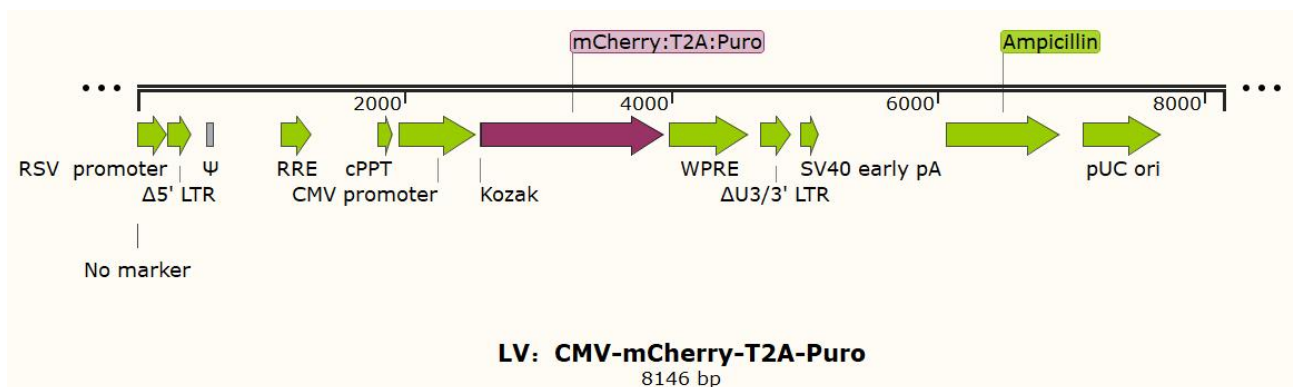 mCherry:T2A:Puro
Ampicillin
2000 4000 6000 8000
RSV promoter Ψ RRE cPPT WPRE SV40 early pA pUC ori
Δ5' LTR CMV promoter Kozak ΔU3/3' LTR
No marker
LV： CMV-mCherry-T2A-Puro
8146 bp